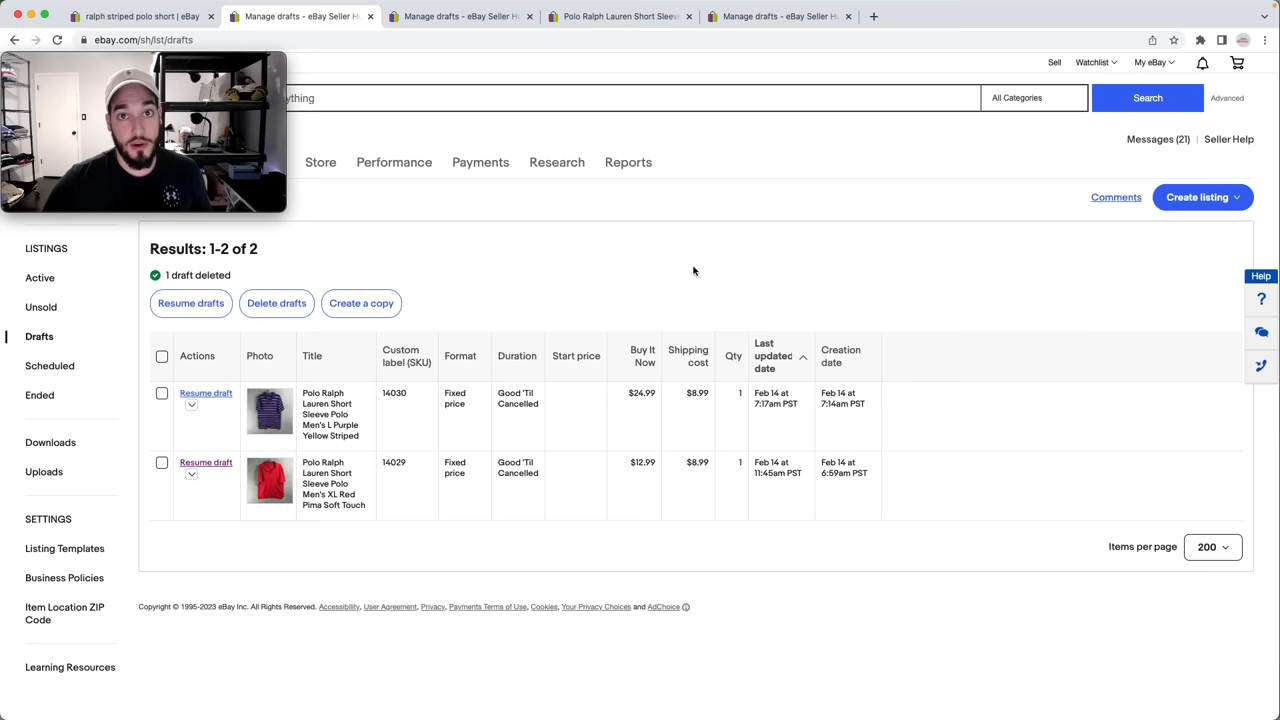 ralph striped polo short | eBay
Manage drafts - eBay Seller Hu
Manage drafts - eBay Seller Hu
Polo Ralph Lauren Short Sleeve
Manage drafts - eBay Seller Hu
ebay.com/sh/lst/drafts
Sell
Watchlist
My eBay
ything
All Categories
Search
Advanced
Messages (21) | Seller Help
Store
Performance
Payments
Research
Reports
Comments
Create listing
LISTINGS
Active
Unsold
Drafts
Scheduled
Ended
Downloads
Uploads
SETTINGS
Listing Templates
Business Policies
Item Location ZIP
Code
Learning Resources
Results: 1-2 of 2
1 draft deleted
Resume drafts
Delete drafts
Create a copy
Actions
Photo
Title
Custom
label (SKU)
Format
Duration
Start price
Buy It
Now
Shipping
cost
Qty
Last
updated
date
Creation
date
Resume draft
Polo Ralph
Lauren Short
Sleeve Polo
Men's L Purple
Yellow Striped
14030
Fixed
price
Good 'Til
Cancelled
$24.99
$8.99
1
Feb 14 at
7:17am PST
Feb 14 at
7:14am PST
Resume draft
Polo Ralph
Lauren Short
Sleeve Polo
Men's XL Red
Pima Soft Touch
14029
Fixed
price
Good 'Til
Cancelled
$12.99
$8.99
1
Feb 14 at
11:45am PST
Feb 14 at
6:59am PST
Items per page
200
Help
?
Copyright © 1995-2023 eBay Inc. All Rights Reserved. Accessibility, User Agreement, Privacy, Payments Terms of Use, Cookies, Your Privacy Choices and AdChoice